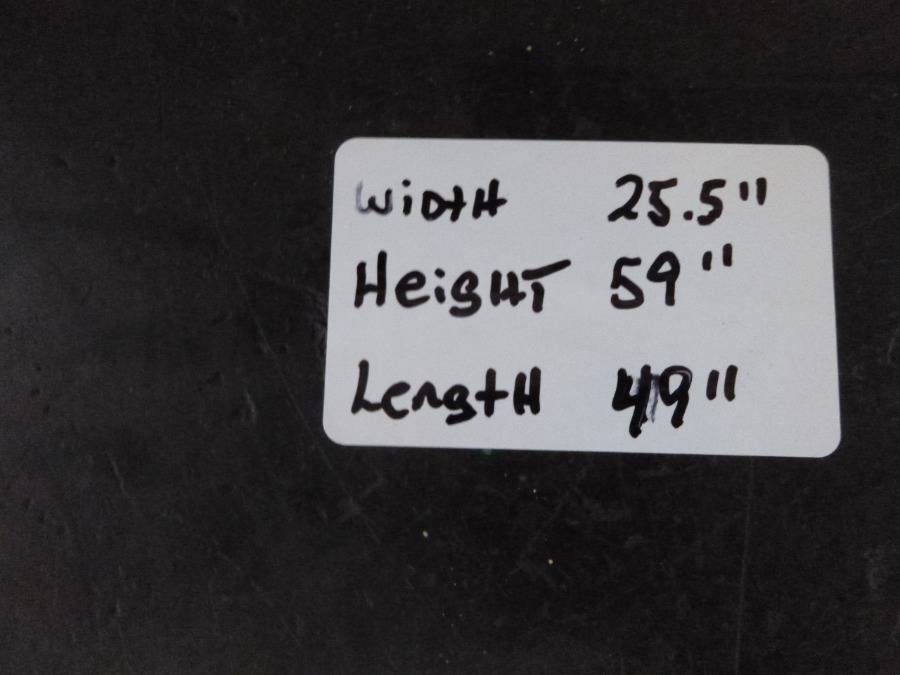 WiDtH 25.5"
HeigHT 59"
LengtH 49"